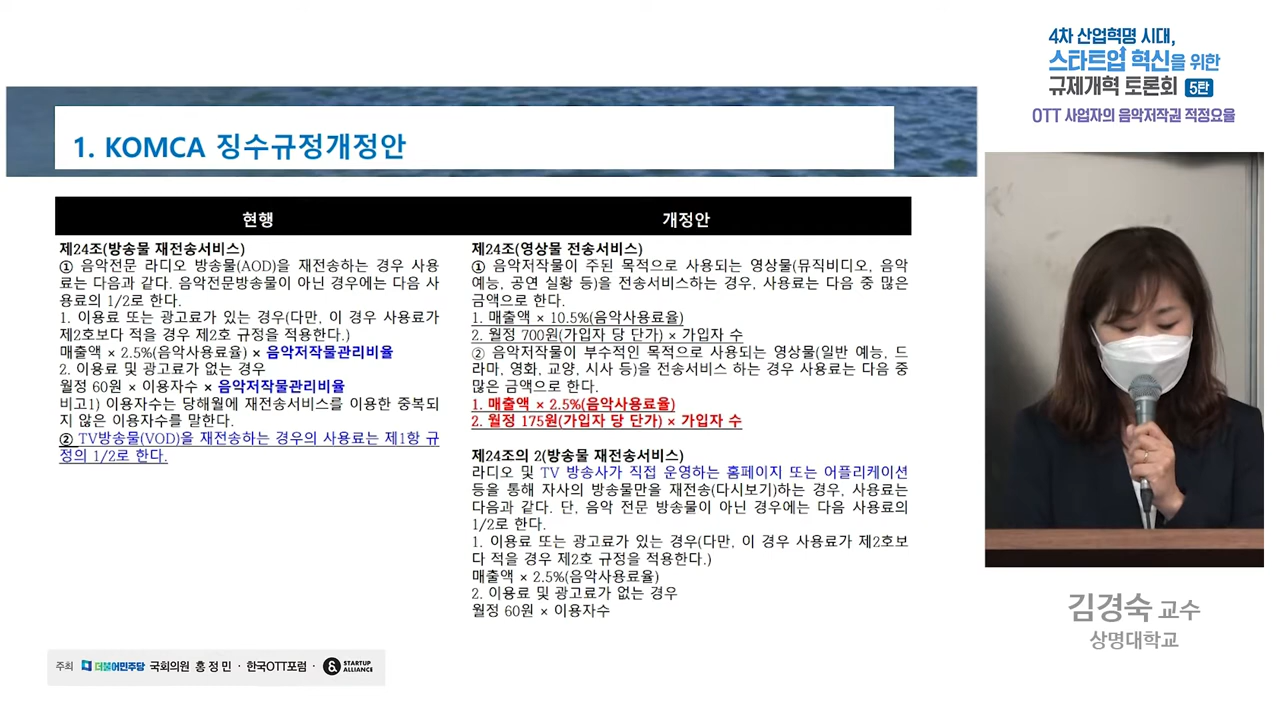 4차 산업혁명 시대,
스타트업 혁신을 위한
규제개혁 토론회 5탄
OTT 사업자의 음악저작권 적정요율
1. KOMCA 징수규정개정안
현행
제24조(방송물 재전송서비스)
① 음악전문 라디오 방송물(AOD)을 재전송하는 경우 사용
료는 다음과 같다. 음악전문방송물이 아닌 경우에는 다음 사
용료의 1/2로 한다.
1. 이용료 또는 광고료가 있는 경우(다만, 이 경우 사용료가
제2호보다 적을 경우 제2호 규정을 적용한다.)
매출액 × 2.5%(음악사용료율) × 음악저작물관리비율
2. 이용료 및 광고료가 없는 경우
월정 60원 × 이용자수 × 음악저작물관리비율
비고1) 이용자수는 당해월에 재전송서비스를 이용한 중복되
지 않은 이용자수를 말한다.
② TV방송물(VOD)을 재전송하는 경우의 사용료는 제1항 규
정의 1/2로 한다.
개정안
제24조(영상물 전송서비스)
① 음악저작물이 주된 목적으로 사용되는 영상물(뮤직비디오, 음악
예능, 공연 실황 등)을 전송서비스하는 경우, 사용료는 다음 중 많은
금액으로 한다.
1. 매출액 × 10.5%(음악사용료율)
2. 월정 700원(가입자 당 단가) × 가입자 수
② 음악저작물이 부수적인 목적으로 사용되는 영상물(일반 예능, 드
라마, 영화, 교양, 시사 등)을 전송서비스 하는 경우 사용료는 다음 중
많은 금액으로 한다.
1. 매출액 × 2.5%(음악사용료율)
2. 월정 175원(가입자 당 단가) × 가입자 수
제24조의 2(방송물 재전송서비스)
라디오 및 TV 방송사가 직접 운영하는 홈페이지 또는 어플리케이션
등을 통해 자사의 방송물만을 재전송(다시보기)하는 경우, 사용료는
다음과 같다. 단, 음악 전문 방송물이 아닌 경우에는 다음 사용료의
1/2로 한다.
1. 이용료 또는 광고료가 있는 경우(다만, 이 경우 사용료가 제2호보
다 적을 경우 제2호 규정을 적용한다.)
매출액 × 2.5%(음악사용료율)
2. 이용료 및 광고료가 없는 경우
월정 60원 × 이용자수
김경숙 교수
상명대학교
주최 더불어민주당 국회의원 홍정민 · 한국OTT포럼 · & STARTUP ALLIANCE